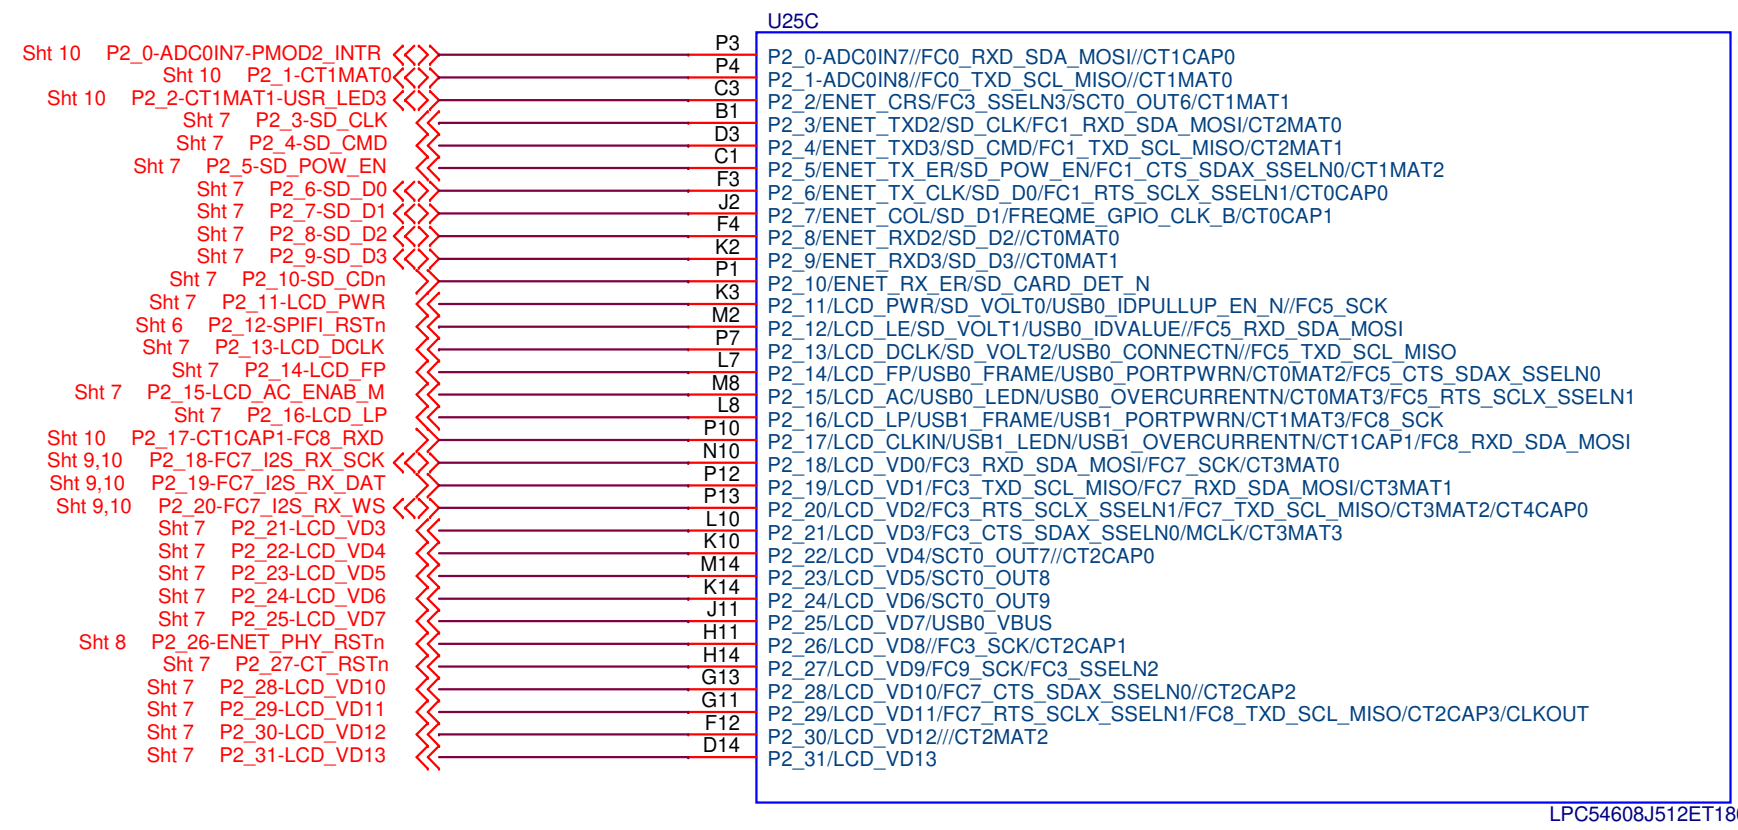 U25C
Sht 10 P2_0-ADC0IN7-PMOD2_INTR P3 P2_0-ADC0IN7//FC0_RXD_SDA_MOSI//CT1CAP0
Sht 10 P2_1-CT1MAT0 P4 P2_1-ADC0IN8//FC0_TXD_SCL_MISO//CT1MAT0
Sht 10 P2_2-CT1MAT1-USR_LED3 C3 P2_2/ENET_CRS/FC3_SSELN3/SCT0_OUT6/CT1MAT1
Sht 7 P2_3-SD_CLK B1 P2_3/ENET_TXD2/SD_CLK/FC1_RXD_SDA_MOSI/CT2MAT0
Sht 7 P2_4-SD_CMD D3 P2_4/ENET_TXD3/SD_CMD/FC1_TXD_SCL_MISO/CT2MAT1
Sht 7 P2_5-SD_POW_EN C1 P2_5/ENET_TX_ER/SD_POW_EN/FC1_CTS_SDAX_SSELN0/CT1MAT2
Sht 7 P2_6-SD_D0 F3 P2_6/ENET_TX_CLK/SD_D0/FC1_RTS_SCLX_SSELN1/CT0CAP0
Sht 7 P2_7-SD_D1 J2 P2_7/ENET_COL/SD_D1/FREQME_GPIO_CLK_B/CT0CAP1
Sht 7 P2_8-SD_D2 F4 P2_8/ENET_RXD2/SD_D2//CT0MAT0
Sht 7 P2_9-SD_D3 K2 P2_9/ENET_RXD3/SD_D3//CT0MAT1
Sht 7 P2_10-SD_CDn P1 P2_10/ENET_RX_ER/SD_CARD_DET_N
Sht 7 P2_11-LCD_PWR K3 P2_11/LCD_PWR/SD_VOLT0/USB0_IDPULLUP_EN_N//FC5_SCK
Sht 6 P2_12-SPIFI_RSTn M2 P2_12/LCD_LE/SD_VOLT1/USB0_IDVALUE//FC5_RXD_SDA_MOSI
Sht 7 P2_13-LCD_DCLK P7 P2_13/LCD_DCLK/SD_VOLT2/USB0_CONNECTN//FC5_TXD_SCL_MISO
Sht 7 P2_14-LCD_FP L7 P2_14/LCD_FP/USB0_FRAME/USB0_PORTPWRN/CT0MAT2/FC5_CTS_SDAX_SSELN0
Sht 7 P2_15-LCD_AC_ENAB_M M8 P2_15/LCD_AC/USB0_LEDN/USB0_OVERCURRENTN/CT0MAT3/FC5_RTS_SCLX_SSELN1
Sht 7 P2_16-LCD_LP L8 P2_16/LCD_LP/USB1_FRAME/USB1_PORTPWRN/CT1MAT3/FC8_SCK
Sht 10 P2_17-CT1CAP1-FC8_RXD P10 P2_17/LCD_CLKIN/USB1_LEDN/USB1_OVERCURRENTN/CT1CAP1/FC8_RXD_SDA_MOSI
Sht 9,10 P2_18-FC7_I2S_RX_SCK N10 P2_18/LCD_VD0/FC3_RXD_SDA_MOSI/FC7_SCK/CT3MAT0
Sht 9,10 P2_19-FC7_I2S_RX_DAT P12 P2_19/LCD_VD1/FC3_TXD_SCL_MISO/FC7_RXD_SDA_MOSI/CT3MAT1
Sht 9,10 P2_20-FC7_I2S_RX_WS P13 P2_20/LCD_VD2/FC3_RTS_SCLX_SSELN1/FC7_TXD_SCL_MISO/CT3MAT2/CT4CAP0
Sht 7 P2_21-LCD_VD3 L10 P2_21/LCD_VD3/FC3_CTS_SDAX_SSELN0/MCLK/CT3MAT3
Sht 7 P2_22-LCD_VD4 K10 P2_22/LCD_VD4/SCT0_OUT7//CT2CAP0
Sht 7 P2_23-LCD_VD5 M14 P2_23/LCD_VD5/SCT0_OUT8
Sht 7 P2_24-LCD_VD6 K14 P2_24/LCD_VD6/SCT0_OUT9
Sht 7 P2_25-LCD_VD7 J11 P2_25/LCD_VD7/USB0_VBUS
Sht 8 P2_26-ENET_PHY_RSTn H11 P2_26/LCD_VD8//FC3_SCK/CT2CAP1
Sht 7 P2_27-CT_RSTn H14 P2_27/LCD_VD9/FC9_SCK/FC3_SSELN2
Sht 7 P2_28-LCD_VD10 G13 P2_28/LCD_VD10/FC7_CTS_SDAX_SSELN0//CT2CAP2
Sht 7 P2_29-LCD_VD11 G11 P2_29/LCD_VD11/FC7_RTS_SCLX_SSELN1/FC8_TXD_SCL_MISO/CT2CAP3/CLKOUT
Sht 7 P2_30-LCD_VD12 F12 P2_30/LCD_VD12///CT2MAT2
Sht 7 P2_31-LCD_VD13 D14 P2_31/LCD_VD13
LPC54608J512ET180